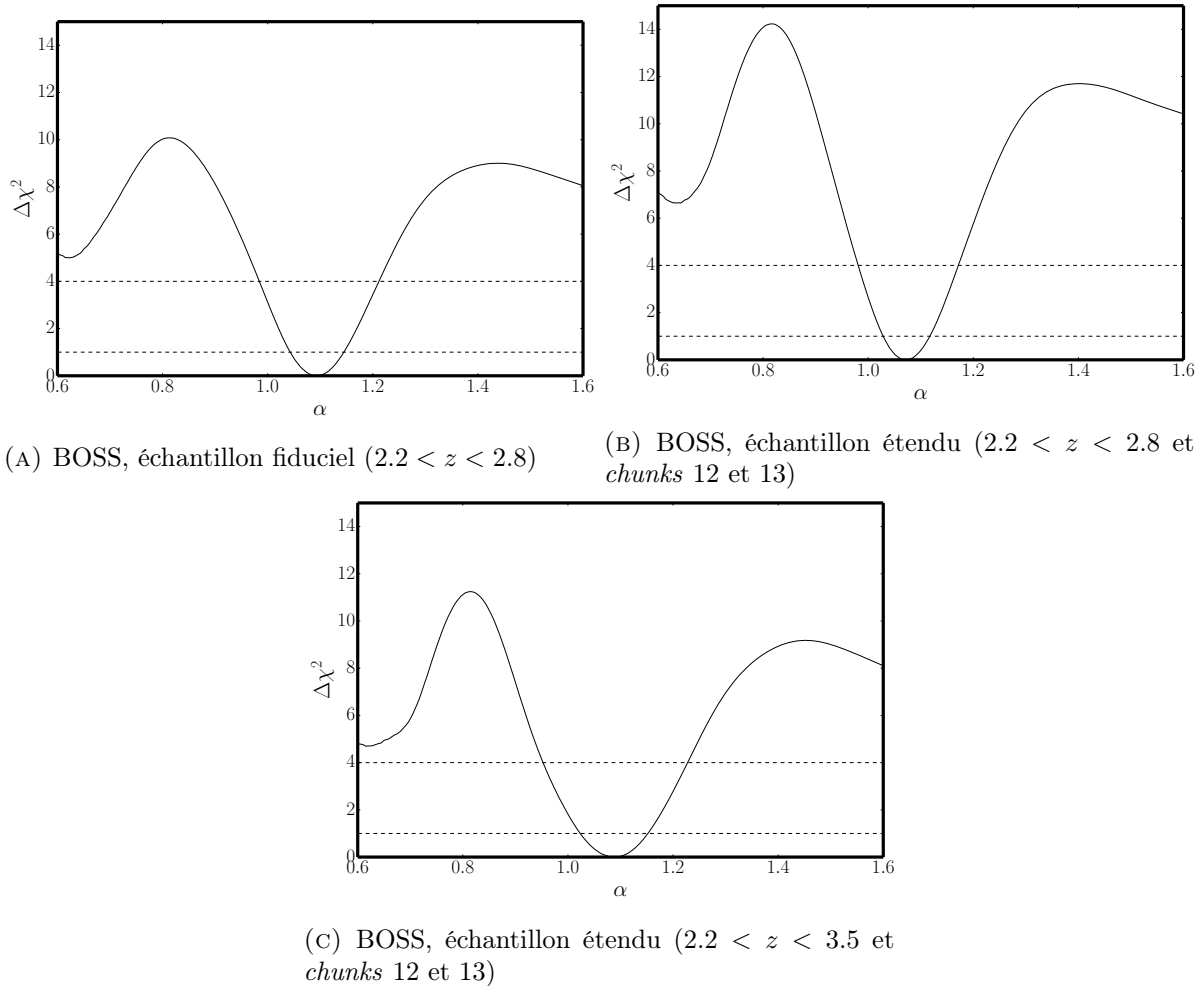 14
12
10
8
6
4
2
0
Δχ²
0.6 0.8 1.0 1.2 1.4 1.6
α
(A) BOSS, échantillon fiduciel (2.2 < z < 2.8)
14
12
10
8
6
4
2
0
Δχ²
0.6 0.8 1.0 1.2 1.4 1.6
α
(B) BOSS, échantillon étendu (2.2 < z < 2.8 et
chunks 12 et 13)
14
12
10
8
6
4
2
0
Δχ²
0.6 0.8 1.0 1.2 1.4 1.6
α
(C) BOSS, échantillon étendu (2.2 < z < 3.5 et
chunks 12 et 13)